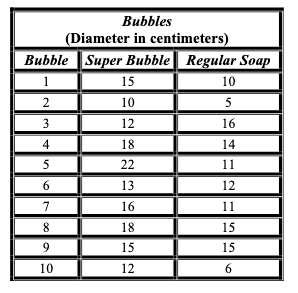 Bubbles
(Diameter in centimeters)
Bubble Super Bubble Regular Soap
1 15 10
2 10 5
3 12 16
4 18 14
5 22 11
6 13 12
7 16 11
8 18 15
9 15 15
10 12 6